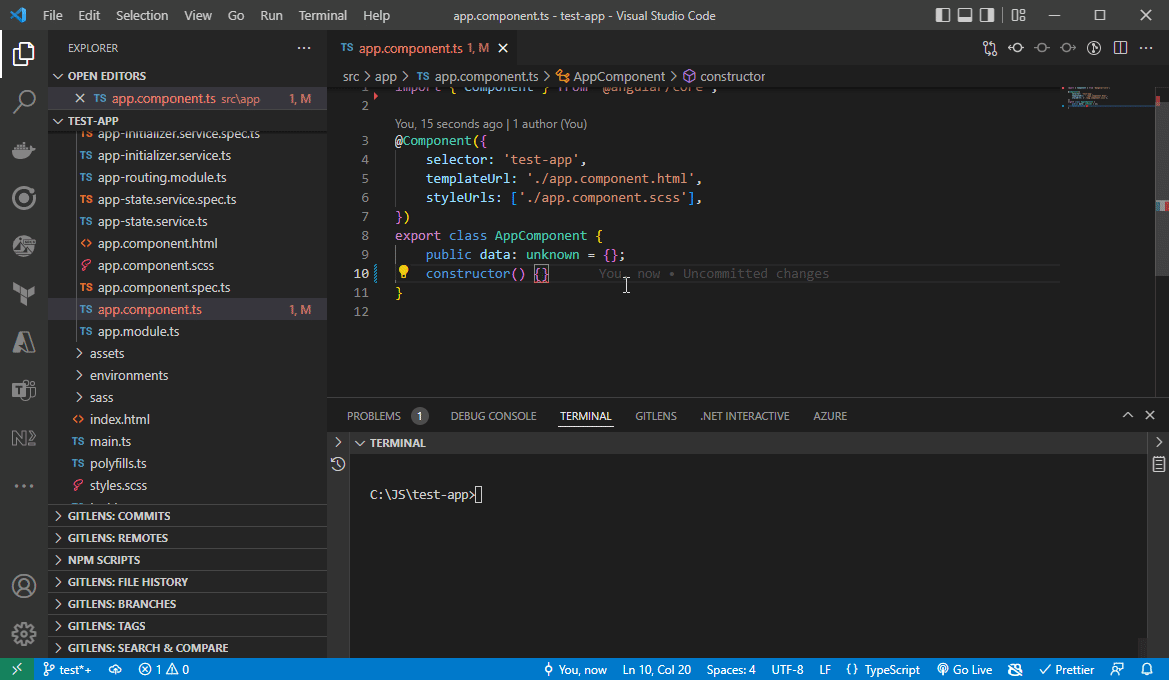 File Edit Selection View Go Run Terminal Help
app.component.ts - test-app - Visual Studio Code
EXPLORER
OPEN EDITORS
TS app.component.ts src\app 1, M
TEST-APP
TS app-initializer.service.spec.ts
TS app-initializer.service.ts
TS app-routing.module.ts
TS app-state.service.spec.ts
TS app-state.service.ts
<> app.component.html
app.component.scss
TS app.component.spec.ts
TS app.component.ts 1, M
TS app.module.ts
assets
environments
sass
<> index.html
TS main.ts
TS polyfills.ts
styles.scss
GITLENS: COMMITS
GITLENS: REMOTES
NPM SCRIPTS
GITLENS: FILE HISTORY
GITLENS: BRANCHES
GITLENS: TAGS
GITLENS: SEARCH & COMPARE
TS app.component.ts 1, M
src > app > TS app.component.ts > AppComponent > constructor
1 import { Component } from '@angular/core';
2
You, 15 seconds ago | 1 author (You)
3 @Component({
4 selector: 'test-app',
5 templateUrl: './app.component.html',
6 styleUrls: ['./app.component.scss'],
7 })
8 export class AppComponent {
9 public data: unknown = {};
10 constructor() {} You, now • Uncommitted changes
11 }
12
PROBLEMS 1 DEBUG CONSOLE TERMINAL GITLENS .NET INTERACTIVE AZURE
TERMINAL
C:\JS\test-app>
test*+ 1 0 You, now Ln 10, Col 20 Spaces: 4 UTF-8 LF {} TypeScript Go Live Prettier